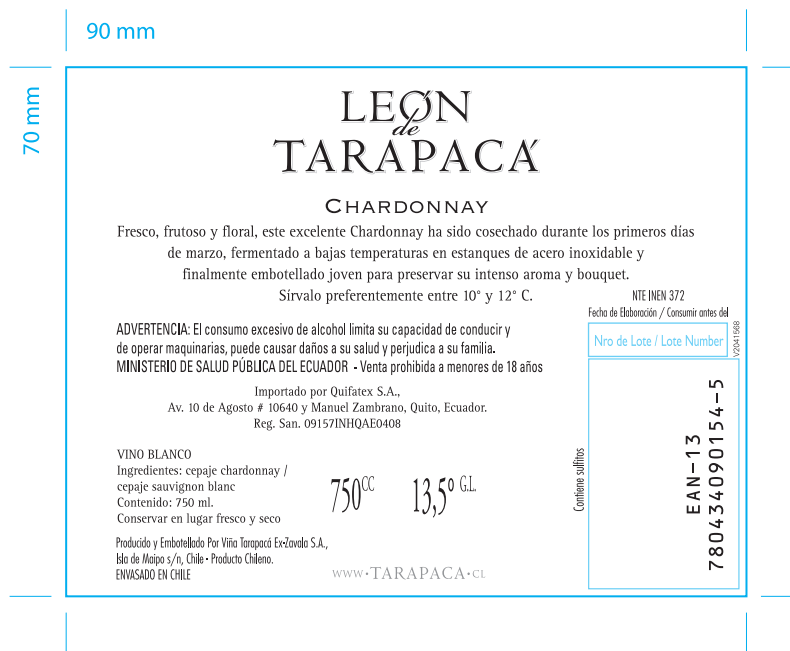 90 mm
70 mm
LEÓN
de
TARAPACÁ
CHARDONNAY
Fresco, frutoso y floral, este excelente Chardonnay ha sido cosechado durante los primeros días
de marzo, fermentado a bajas temperaturas en estanques de acero inoxidable y
finalmente embotellado joven para preservar su intenso aroma y bouquet.
Sírvalo preferentemente entre 10° y 12° C.
NTE INEN 372
Fecha de Elaboración / Consumir antes del
Nro de Lote / Lote Number
V2041568
ADVERTENCIA: El consumo excesivo de alcohol limita su capacidad de conducir y
de operar maquinarias, puede causar daños a su salud y perjudica a su familia.
MINISTERIO DE SALUD PÚBLICA DEL ECUADOR - Venta prohibida a menores de 18 años
Importado por Quifatex S.A.,
Av. 10 de Agosto # 10640 y Manuel Zambrano, Quito, Ecuador.
Reg. San. 09157INHQAE0408
VINO BLANCO
Ingredientes: cepaje chardonnay /
cepaje sauvignon blanc
Contenido: 750 ml.
Conservar en lugar fresco y seco
750CC
13,5° G.L.
Contiene sulfitos
EAN-13
780434090154-5
Producido y Embotellado Por Viña Tarapacá Ex-Zavala S.A.,
Isla de Maipo s/n, Chile - Producto Chileno.
ENVASADO EN CHILE
WWW·TARAPACA·CL